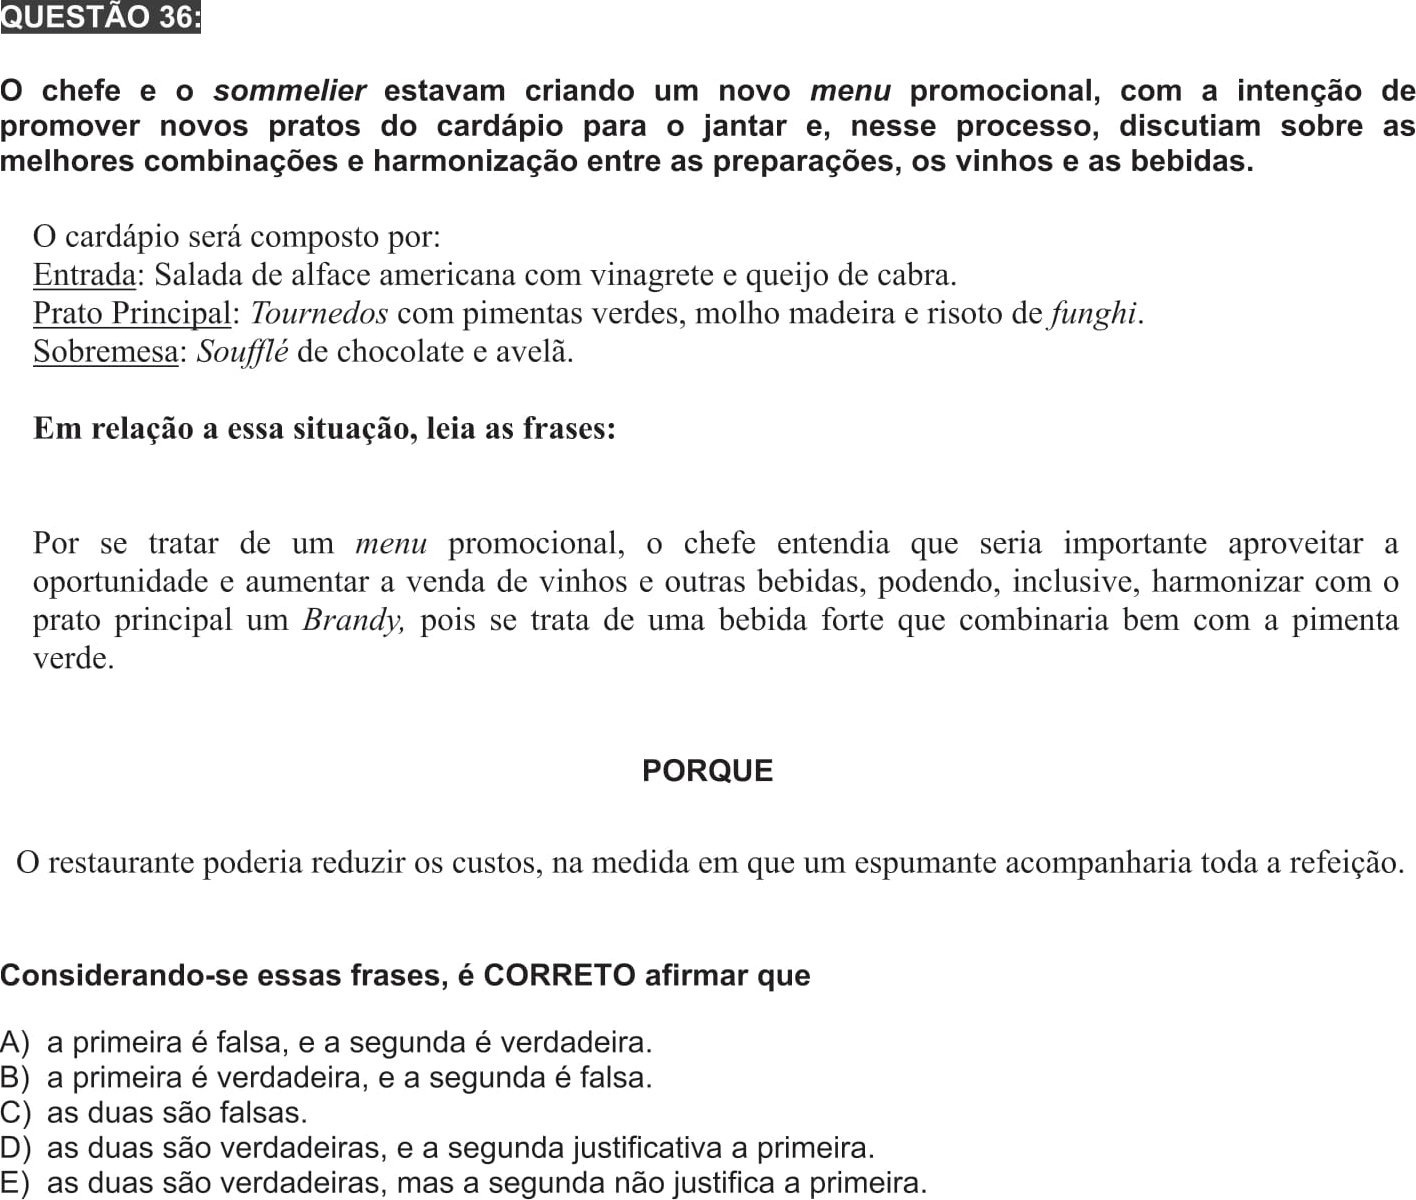 QUESTÃO 36:
O chefe e o sommelier estavam criando um novo menu promocional, com a intenção de
promover novos pratos do cardápio para o jantar e, nesse processo, discutiam sobre as
melhores combinações e harmonização entre as preparações, os vinhos e as bebidas.
O cardápio será composto por:
Entrada: Salada de alface americana com vinagrete e queijo de cabra.
Prato Principal: Tournedos com pimentas verdes, molho madeira e risoto de funghi.
Sobremesa: Soufflé de chocolate e avelã.
Em relação a essa situação, leia as frases:
Por se tratar de um menu promocional, o chefe entendia que seria importante aproveitar a
oportunidade e aumentar a venda de vinhos e outras bebidas, podendo, inclusive, harmonizar com o
prato principal um Brandy, pois se trata de uma bebida forte que combinaria bem com a pimenta
verde.
PORQUE
O restaurante poderia reduzir os custos, na medida em que um espumante acompanharia toda a refeição.
Considerando-se essas frases, é CORRETO afirmar que
A) a primeira é falsa, e a segunda é verdadeira.
B) a primeira é verdadeira, e a segunda é falsa.
C) as duas são falsas.
D) as duas são verdadeiras, e a segunda justificativa a primeira.
E) as duas são verdadeiras, mas a segunda não justifica a primeira.